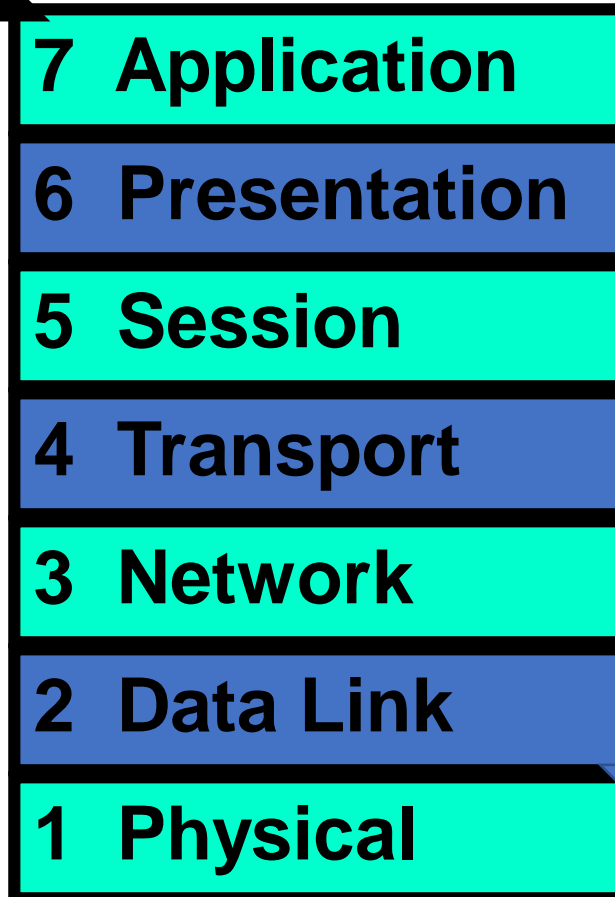 7 Application
6 Presentation
5 Session
4 Transport
3 Network
2 Data Link
1 Physical